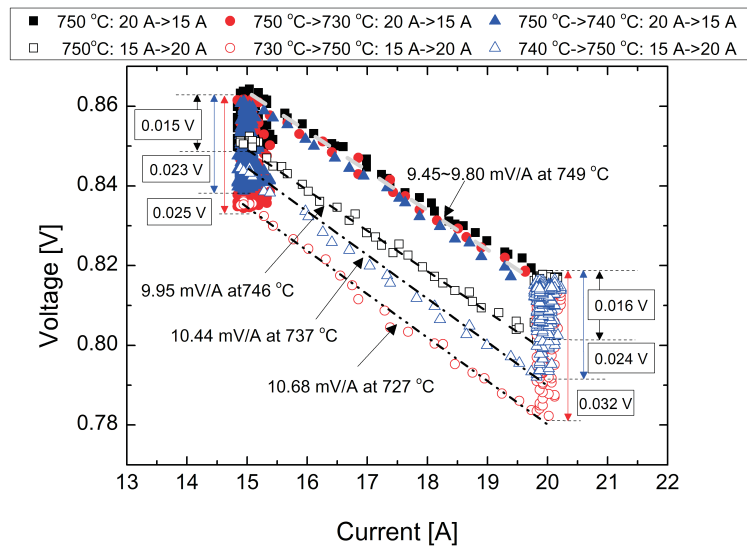 750 °C: 20 A->15 A 750 °C->730 °C: 20 A->15 A 750 °C->740 °C: 20 A->15 A
750°C: 15 A->20 A 730 °C->750 °C: 15 A->20 A 740 °C->750 °C: 15 A->20 A
0.86
0.84
0.82
0.80
0.78
Voltage [V]
0.015 V
0.023 V
0.025 V
9.45~9.80 mV/A at 749 °C
9.95 mV/A at746 °C
10.44 mV/A at 737 °C
10.68 mV/A at 727 °C
0.016 V
0.024 V
0.032 V
13 14 15 16 17 18 19 20 21 22
Current [A]